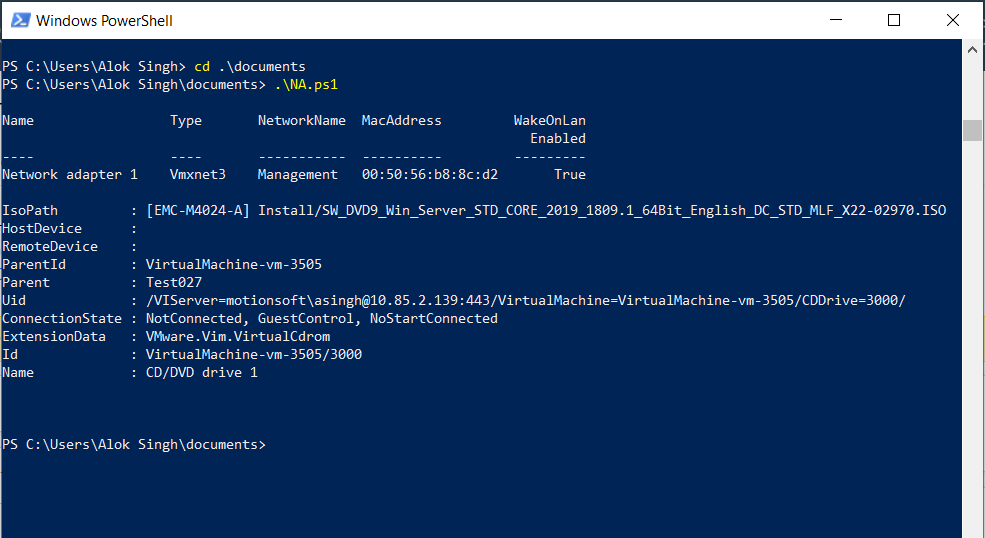 Windows PowerShell
PS C:\Users\Alok Singh> cd .\documents
PS C:\Users\Alok Singh\documents> .\NA.ps1
Name Type NetworkName MacAddress WakeOnLan
Enabled
---- ---- ----------- ---------- ---------
Network adapter 1 Vmxnet3 Management 00:50:56:b8:8c:d2 True
IsoPath : [EMC-M4024-A] Install/SW_DVD9_Win_Server_STD_CORE_2019_1809.1_64Bit_English_DC_STD_MLF_X22-02970.ISO
HostDevice :
RemoteDevice :
ParentId : VirtualMachine-vm-3505
Parent : Test027
Uid : /VIServer=motionsoft\asingh@10.85.2.139:443/VirtualMachine=VirtualMachine-vm-3505/CDDrive=3000/
ConnectionState : NotConnected, GuestControl, NoStartConnected
ExtensionData : VMware.Vim.VirtualCdrom
Id : VirtualMachine-vm-3505/3000
Name : CD/DVD drive 1
PS C:\Users\Alok Singh\documents>